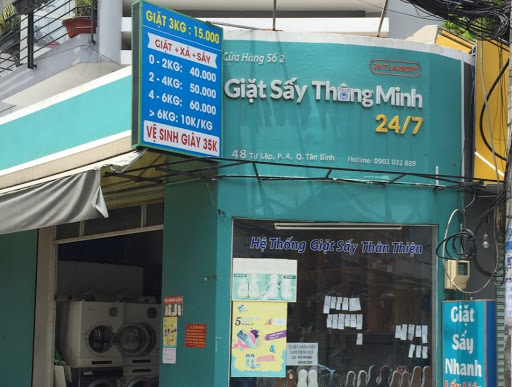 GIẶT 3KG : 15.000
GIẶT + XẢ + SẤY
0 - 2KG: 40.000
2 - 4KG: 50.000
4 - 6KG: 60.000
> 6KG: 10K/KG
VỆ SINH GIÀY 35K
Cửa Hàng Số 2
24/7 LAUNDRY
Giặt Sấy Thông Minh
24/7
48 Tự Lập, P. 4, Q. Tân Bình
Hotline: 0903 032 889
Hệ Thống Giặt Sấy Thân Thiện
Giặt
Sấy
Nhanh